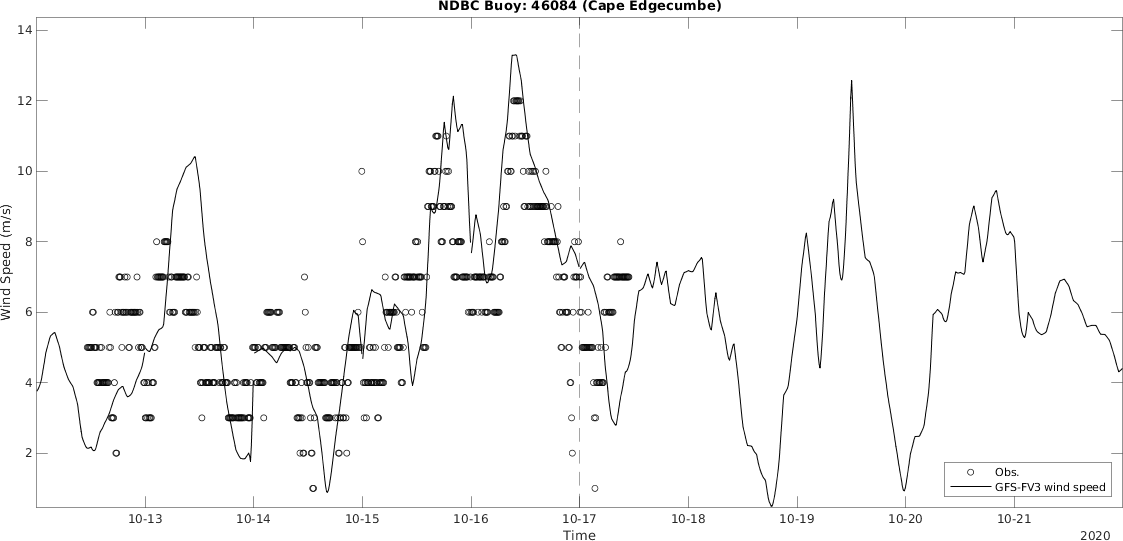 NDBC Buoy: 46084 (Cape Edgecumbe)
14
12
10
8
6
4
2
Wind Speed (m/s)
Obs.
GFS-FV3 wind speed
10-13 10-14 10-15 10-16 10-17 10-18 10-19 10-20 10-21
Time
2020